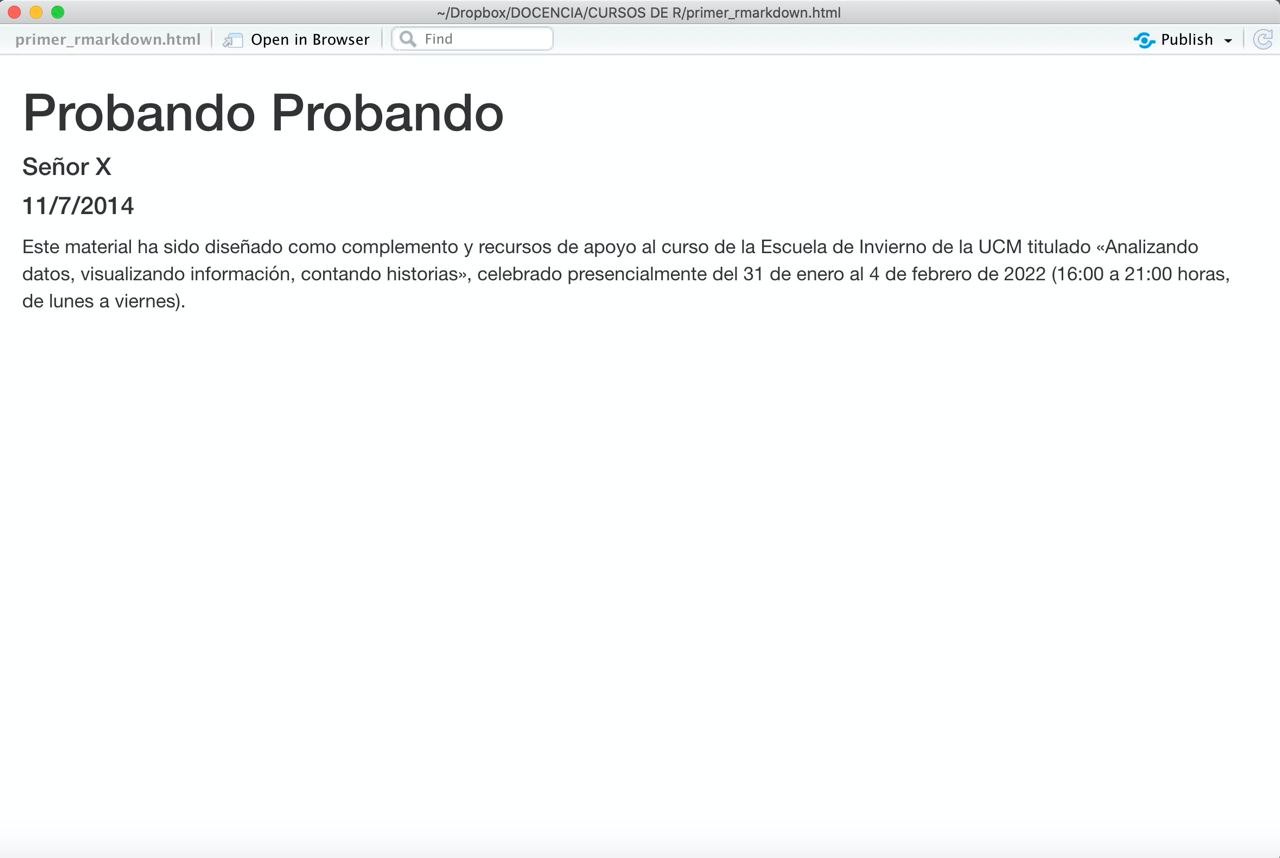 ~/Dropbox/DOCENCIA/CURSOS DE R/primer_rmarkdown.html
primer_rmarkdown.html Open in Browser Find Publish
Probando Probando
Señor X
11/7/2014
Este material ha sido diseñado como complemento y recursos de apoyo al curso de la Escuela de Invierno de la UCM titulado «Analizando
datos, visualizando información, contando historias», celebrado presencialmente del 31 de enero al 4 de febrero de 2022 (16:00 a 21:00 horas,
de lunes a viernes).